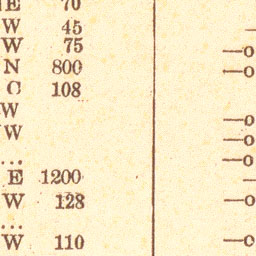 E 70
W 45
W 75 —o
N 800 —o
C 108
W —o
W —o
... —o
E 1200 —
W 128 —o
...
W 110 —o